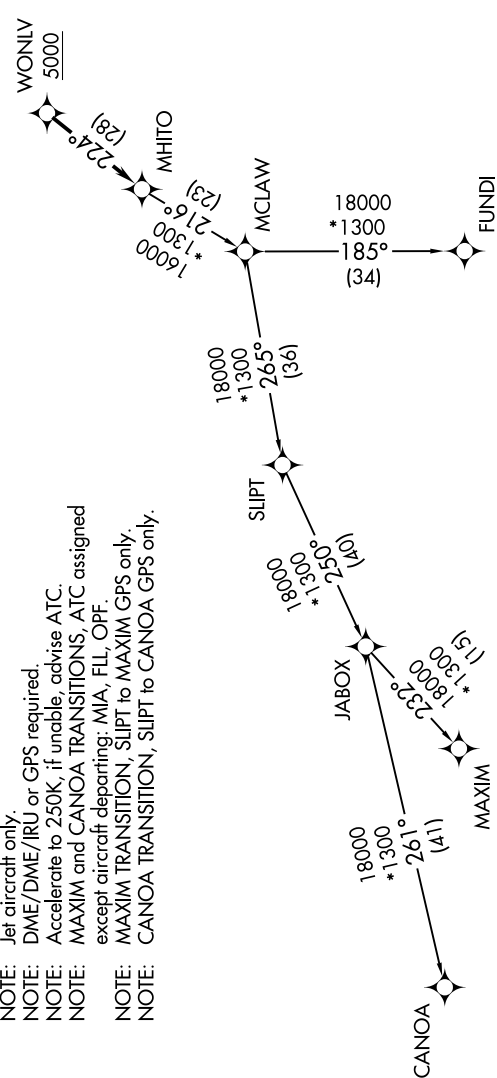 NOTE: Jet aircraft only.
NOTE: DME/DME/IRU or GPS required.
NOTE: Accelerate to 250K, if unable, advise ATC.
NOTE: MAXIM and CANOA TRANSITIONS, ATC assigned
except aircraft departing: MIA, FLL, OPF.
NOTE: MAXIM TRANSITION, SLIPT to MAXIM GPS only.
NOTE: CANOA TRANSITION, SLIPT to CANOA GPS only.
WONLV
5000
224°
(28)
MHITO
16000
*1300
216°
(23)
MCLAW
18000
*1300
185°
(34)
FUNDI
18000
*1300
265°
(36)
SLIPT
18000
*1300
250°
(40)
JABOX
232°
18000
*1300
(15)
MAXIM
18000
*1300
261°
(41)
CANOA